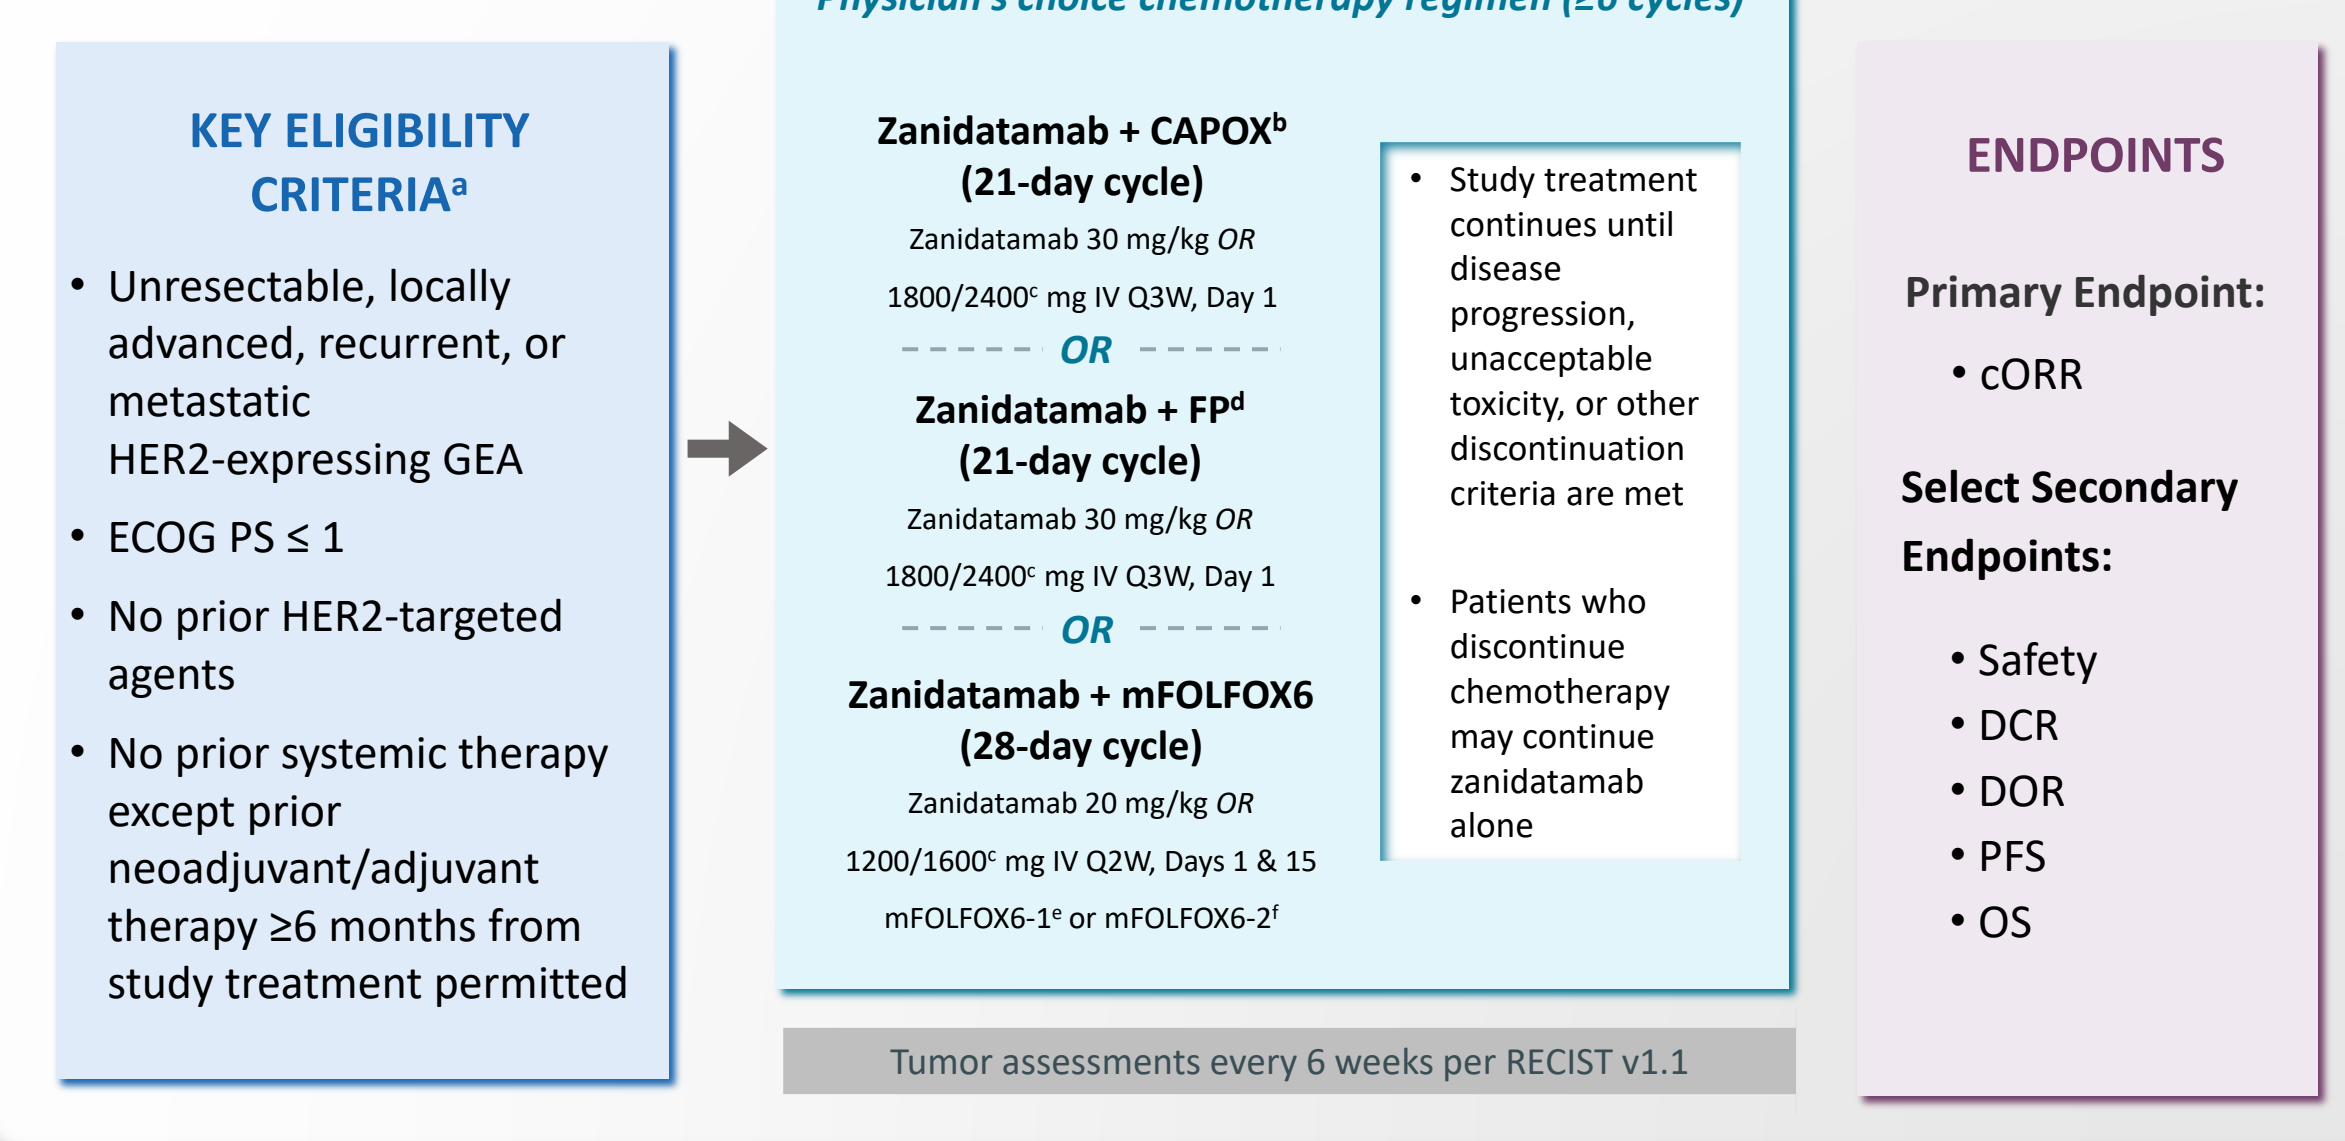 Physician's choice chemotherapy regimen (≥6 cycles)
KEY ELIGIBILITY
CRITERIAᵃ
• Unresectable, locally
advanced, recurrent, or
metastatic
HER2-expressing GEA
• ECOG PS ≤ 1
• No prior HER2-targeted
agents
• No prior systemic therapy
except prior
neoadjuvant/adjuvant
therapy ≥6 months from
study treatment permitted
Zanidatamab + CAPOXᵇ
(21-day cycle)
Zanidatamab 30 mg/kg OR
1800/2400ᶜ mg IV Q3W, Day 1
OR
Zanidatamab + FPᵈ
(21-day cycle)
Zanidatamab 30 mg/kg OR
1800/2400ᶜ mg IV Q3W, Day 1
OR
Zanidatamab + mFOLFOX6
(28-day cycle)
Zanidatamab 20 mg/kg OR
1200/1600ᶜ mg IV Q2W, Days 1 & 15
mFOLFOX6-1ᵉ or mFOLFOX6-2ᶠ
• Study treatment
continues until
disease
progression,
unacceptable
toxicity, or other
discontinuation
criteria are met
• Patients who
discontinue
chemotherapy
may continue
zanidatamab
alone
Tumor assessments every 6 weeks per RECIST v1.1
ENDPOINTS
Primary Endpoint:
• cORR
Select Secondary
Endpoints:
• Safety
• DCR
• DOR
• PFS
• OS